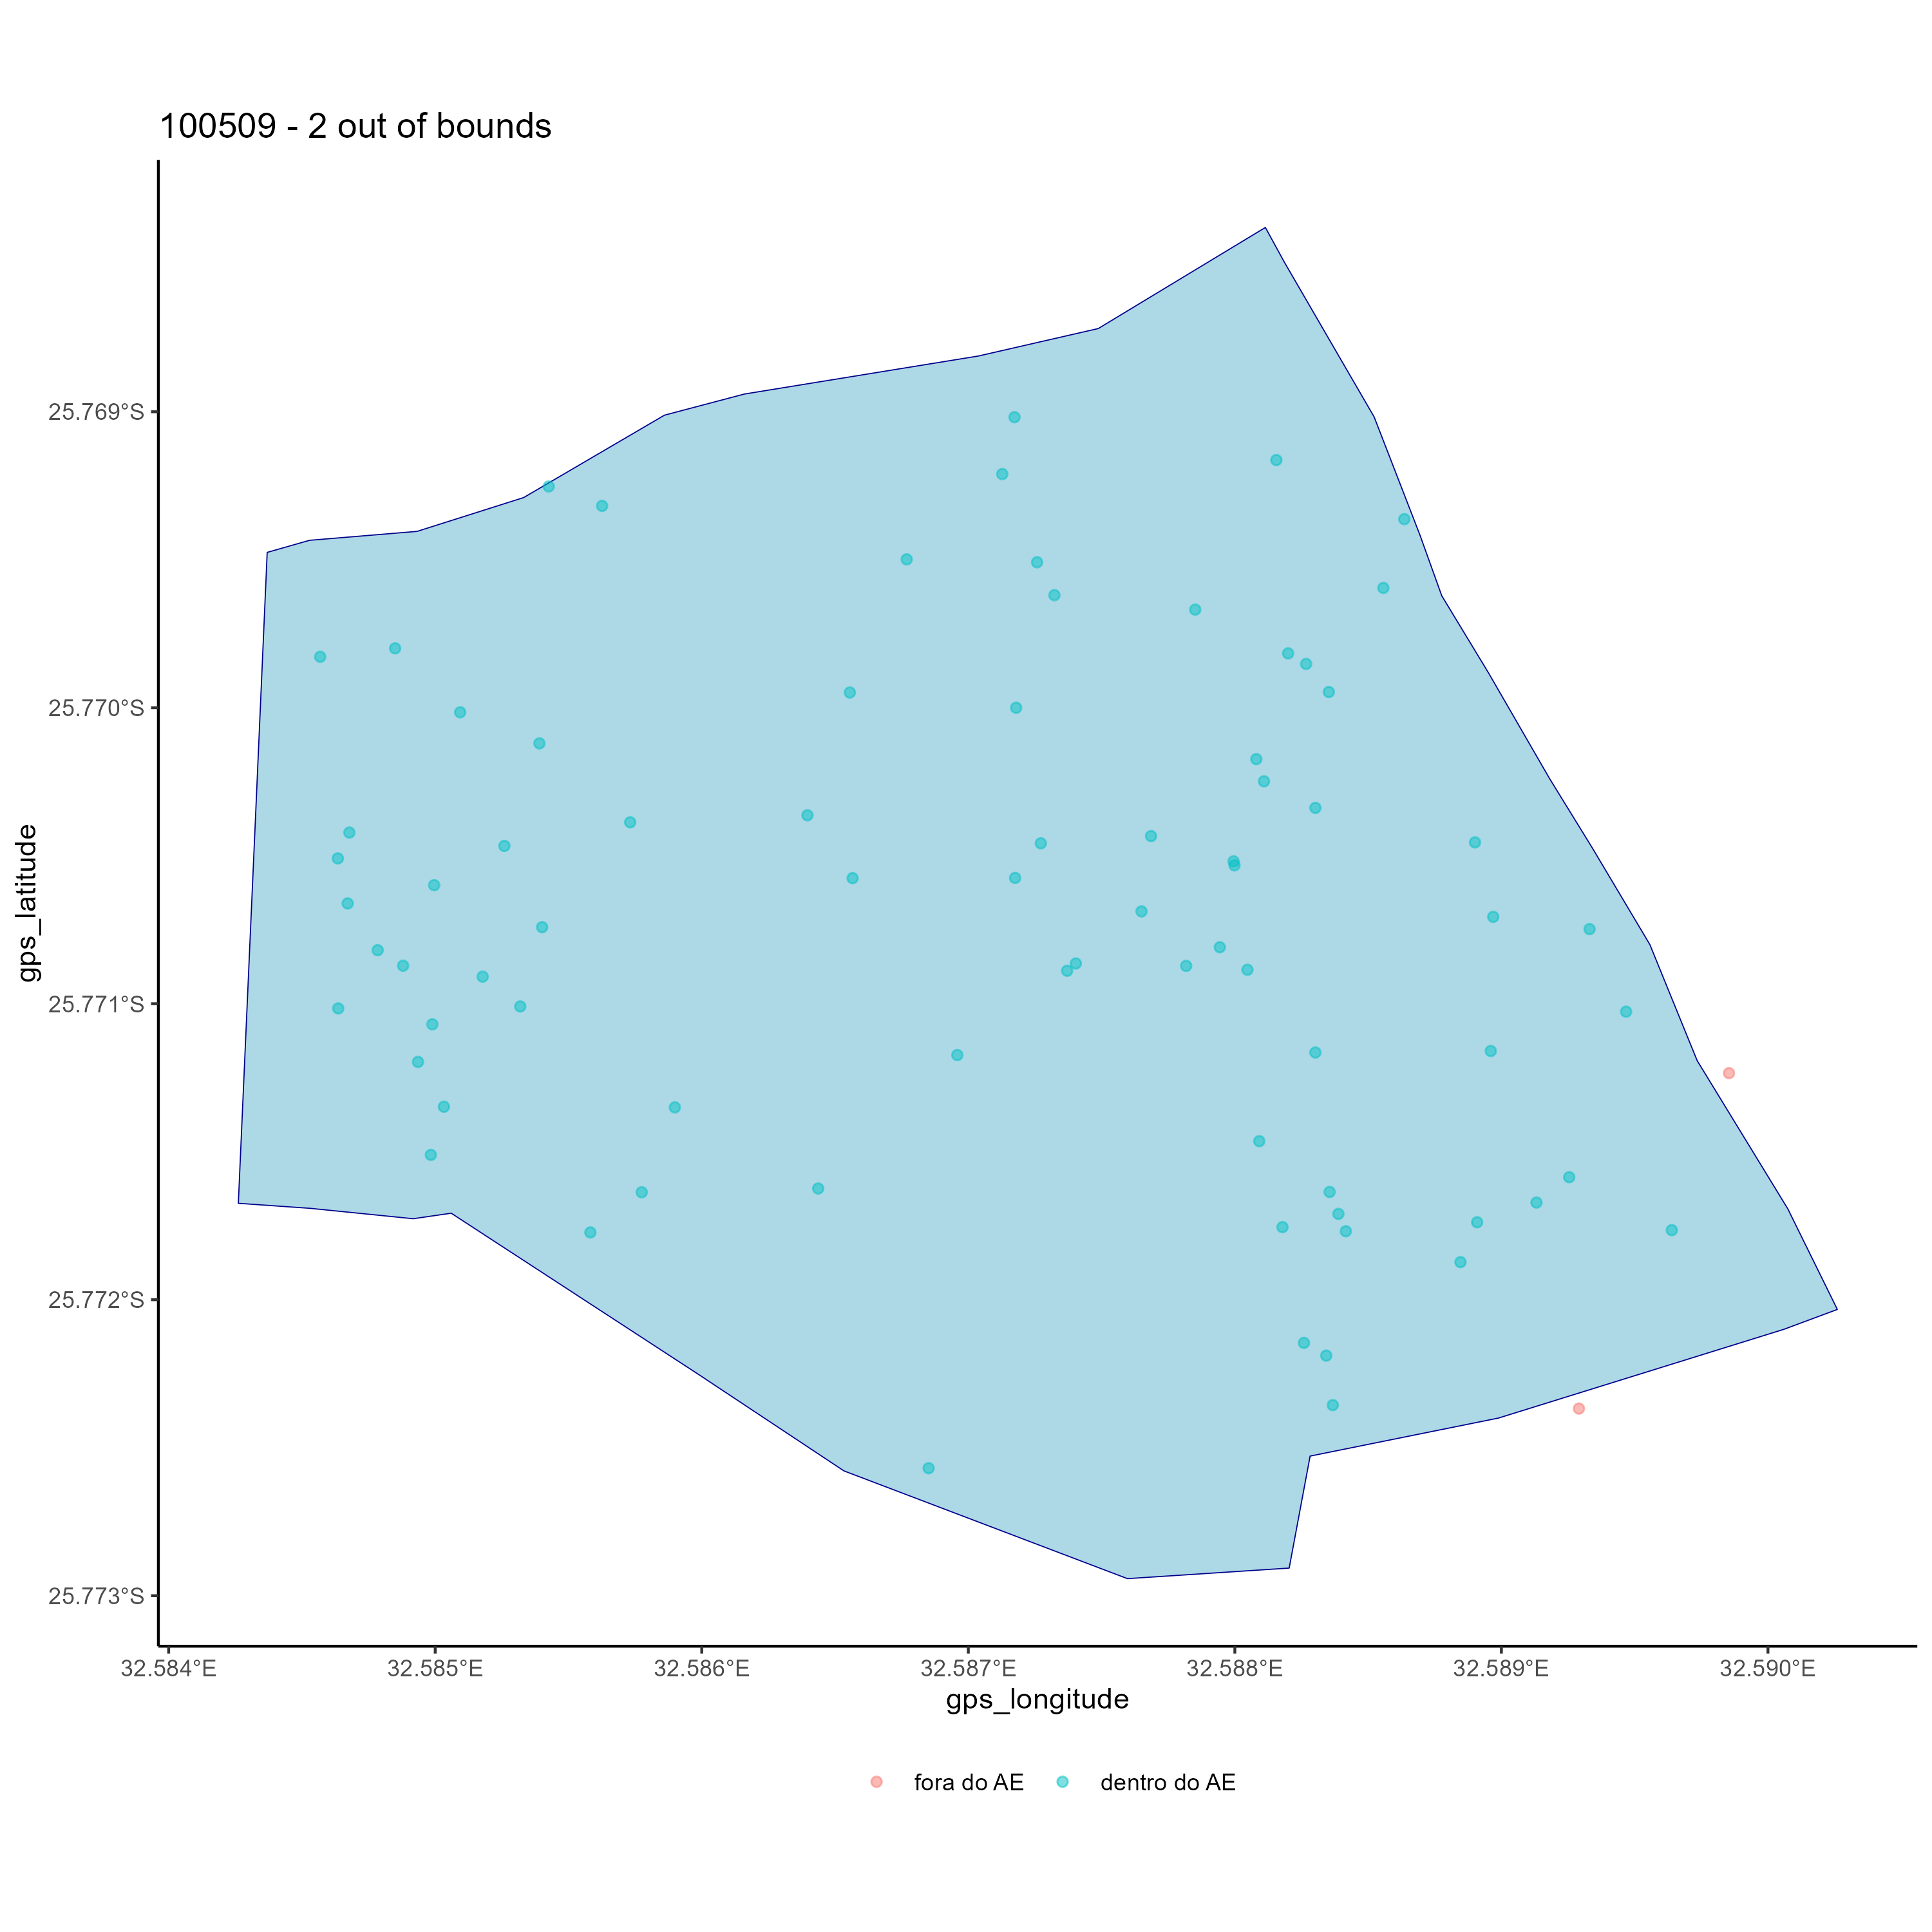 100509 - 2 out of bounds
gps_latitude
25.769°S
25.770°S
25.771°S
25.772°S
25.773°S
32.584°E 32.585°E 32.586°E 32.587°E 32.588°E 32.589°E 32.590°E
gps_longitude
fora do AE dentro do AE